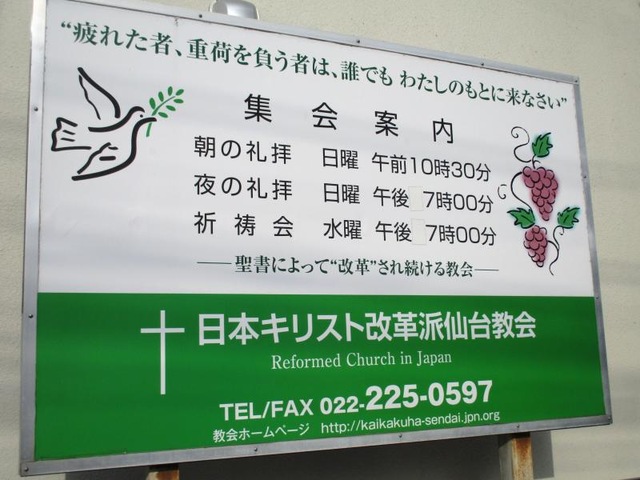 “疲れた者、重荷を負う者は、誰でも わたしのもとに来なさい”
集会案内
朝の礼拝 日曜 午前10時30分
夜の礼拝 日曜 午後 7時00分
祈祷会 水曜 午後 7時00分
―聖書によって“改革”され続ける教会―
日本キリスト改革派仙台教会
Reformed Church in Japan
TEL/FAX 022-225-0597
教会ホームページ http://kaikakuha-sendai.jpn.org